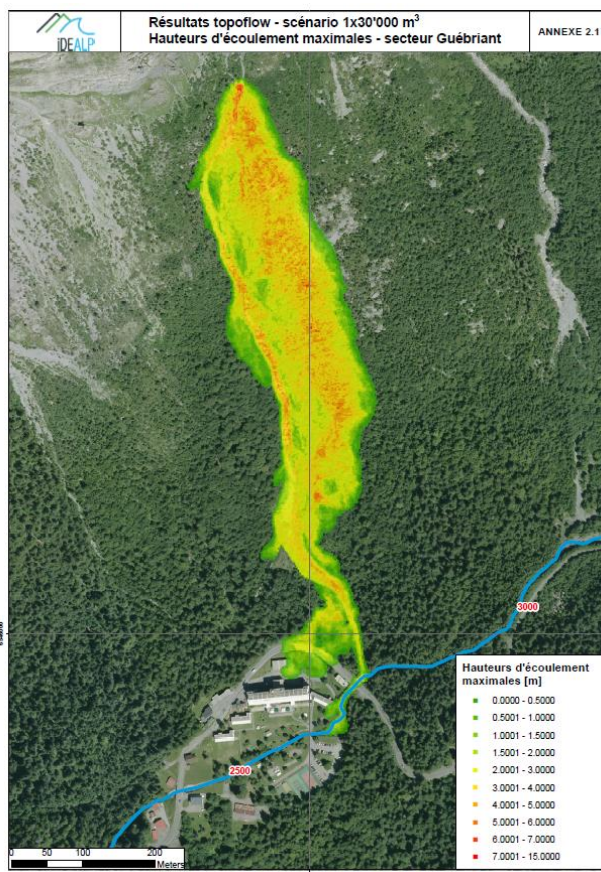 iDEALP
Résultats topoflow - scénario 1x30'000 m³
Hauteurs d'écoulement maximales - secteur Guébriant
ANNEXE 2.1
3000
2500
Hauteurs d'écoulement
maximales [m]
0.0000 - 0.5000
0.5001 - 1.0000
1.0001 - 1.5000
1.5001 - 2.0000
2.0001 - 3.0000
3.0001 - 4.0000
4.0001 - 5.0000
5.0001 - 6.0000
6.0001 - 7.0000
7.0001 - 15.0000
0 50 100 200
Meters